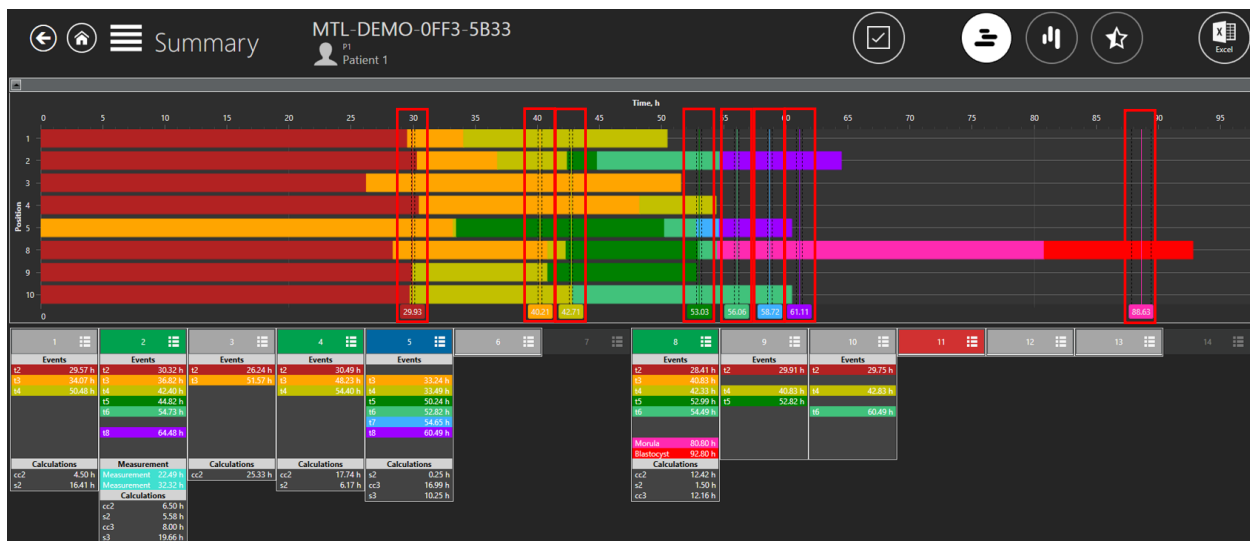 Summary
MTL-DEMO-0FF3-5B33
P1
Patient 1
X
Excel
Time, h
0 5 10 15 20 25 30 35 40 45 50 55 60 65 70 75 80 85 90 95
Position
1
2
3
4
5
8
9
10
0 29.93 40.21 42.71 53.03 56.06 58.72 61.11 88.63
1 2 3 4 5 6 7 8 9 10 11 12 13 14
Events Events Events Events Events Events Events Events
t2 29.57 h t2 30.32 h t2 26.24 h t2 30.49 h t2 28.41 h t2 29.91 h t2 29.75 h
t3 34.07 h t3 36.82 h t3 51.57 h t3 48.23 h t3 33.24 h t3 40.83 h
t4 50.48 h t4 42.40 h t4 54.40 h t4 33.49 h t4 42.33 h t4 40.83 h t4 42.83 h
t5 44.82 h t5 50.24 h t5 52.99 h t5 52.82 h
t6 54.73 h t6 52.82 h t6 54.49 h t6 60.49 h
t7 54.65 h
t8 64.48 h t8 60.49 h
Morula 80.80 h
Blastocyst 92.80 h
Calculations Measurement Calculations Calculations Calculations Calculations
cc2 4.50 h Measurement 22.49 h cc2 25.33 h cc2 17.74 h s2 0.25 h cc2 12.42 h
s2 16.41 h Measurement 32.32 h s2 6.17 h cc3 16.99 h s2 1.50 h
Calculations s3 10.25 h cc3 12.16 h
cc2 6.50 h
s2 5.58 h
cc3 8.00 h
s3 19.66 h